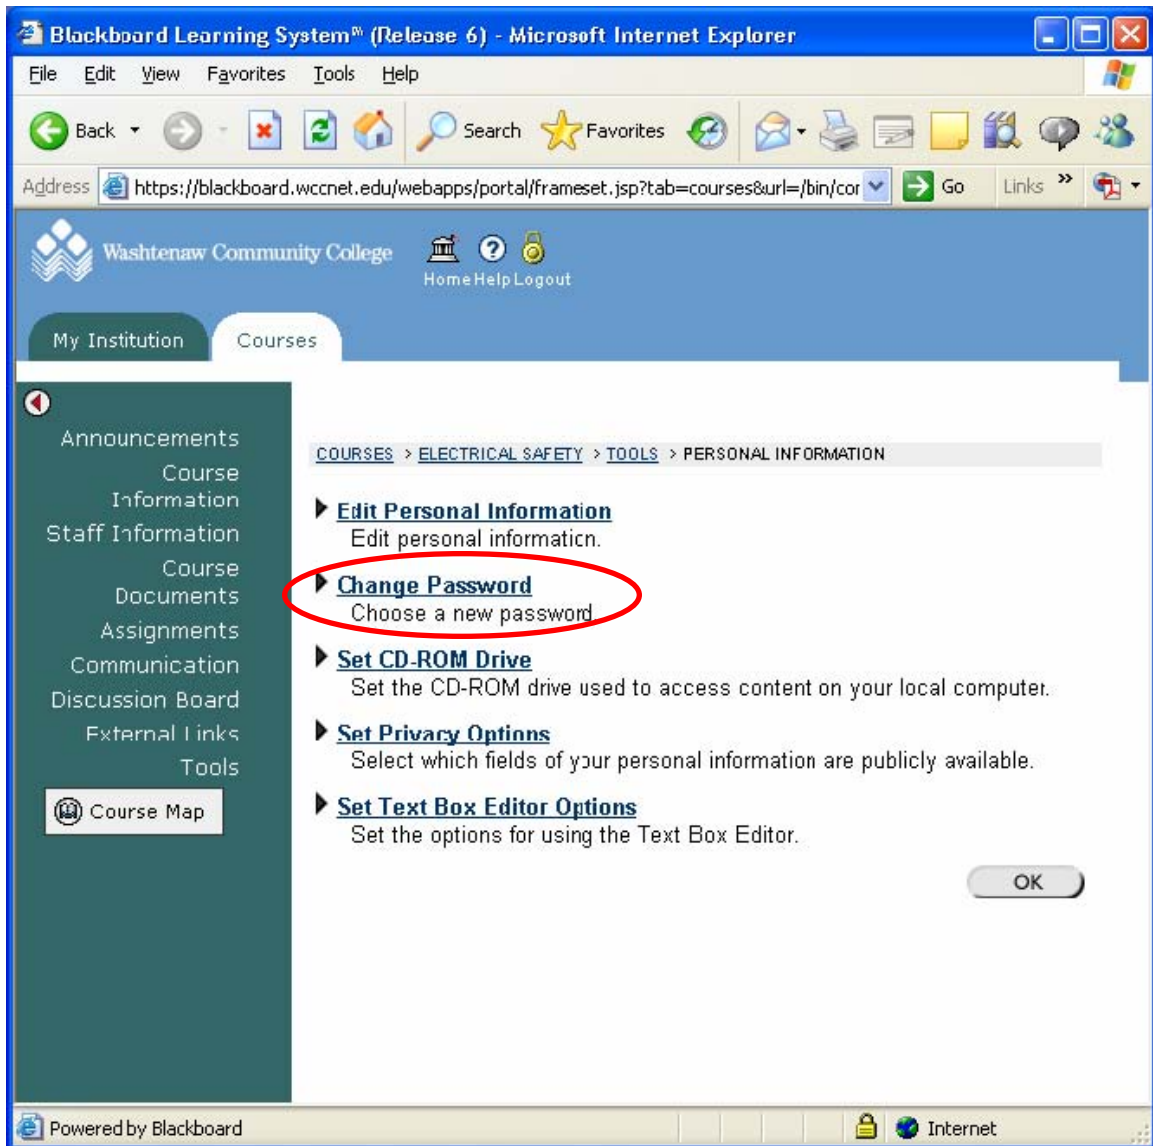 Blackboard Learning System™ (Release 6) - Microsoft Internet Explorer
File Edit View Favorites Tools Help
Back Search Favorites
Address https://blackboard.wccnet.edu/webapps/portal/frameset.jsp?tab=courses&url=/bin/cor Go Links »
Washtenaw Community College
Home Help Logout
My Institution Courses
Announcements
Course
Information
Staff Information
Course
Documents
Assignments
Communication
Discussion Board
External Links
Tools
Course Map
COURSES > ELECTRICAL SAFETY > TOOLS > PERSONAL INFORMATION
Edit Personal Information
Edit personal information.
Change Password
Choose a new password.
Set CD-ROM Drive
Set the CD-ROM drive used to access content on your local computer.
Set Privacy Options
Select which fields of your personal information are publicly available.
Set Text Box Editor Options
Set the options for using the Text Box Editor.
OK
Powered by Blackboard Internet